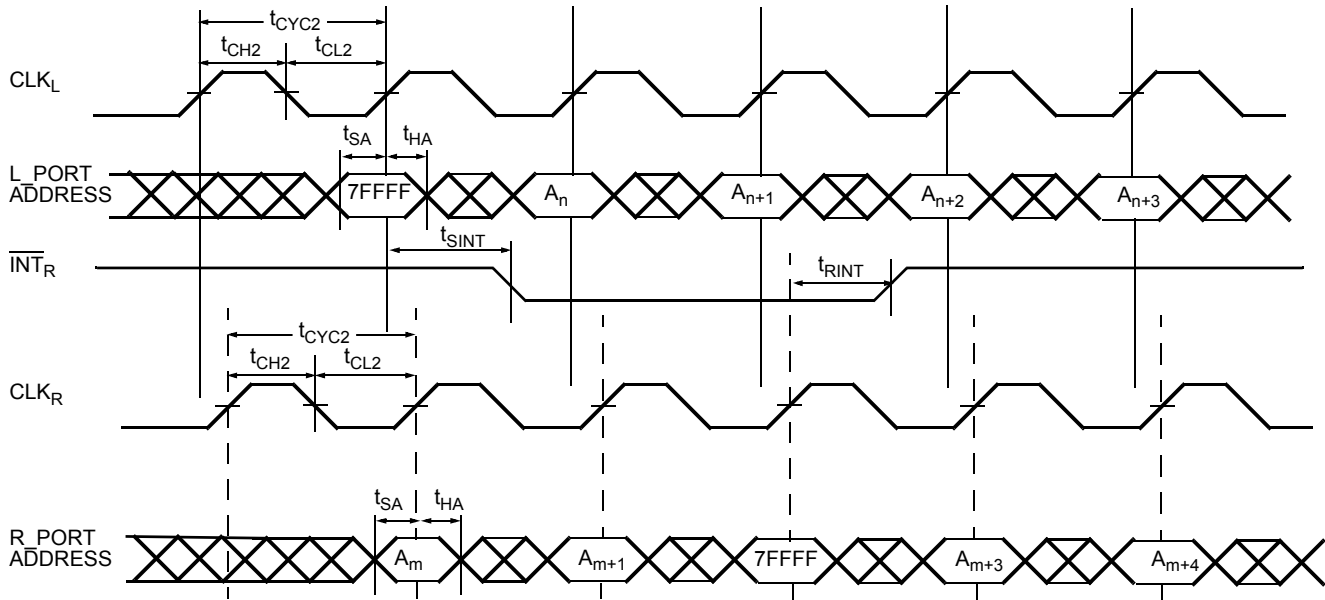 tCYC2
tCH2 tCL2
CLKL
tSA tHA
L_PORT
ADDRESS
7FFFF An An+1 An+2 An+3
tSINT
INTR
tRINT
tCYC2
tCH2 tCL2
CLKR
tSA tHA
R_PORT
ADDRESS
Am Am+1 7FFFF Am+3 Am+4